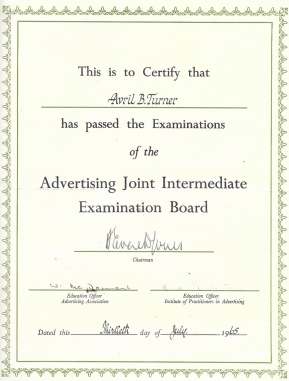 This is to Certify that
Avril B. Turner
has passed the Examinations
of the
Advertising Joint Intermediate
Examination Board
Chairman
Education Officer
Advertising Association
Education Officer
Institute of Practitioners in Advertising
Dated this Thirtieth day of July 1965